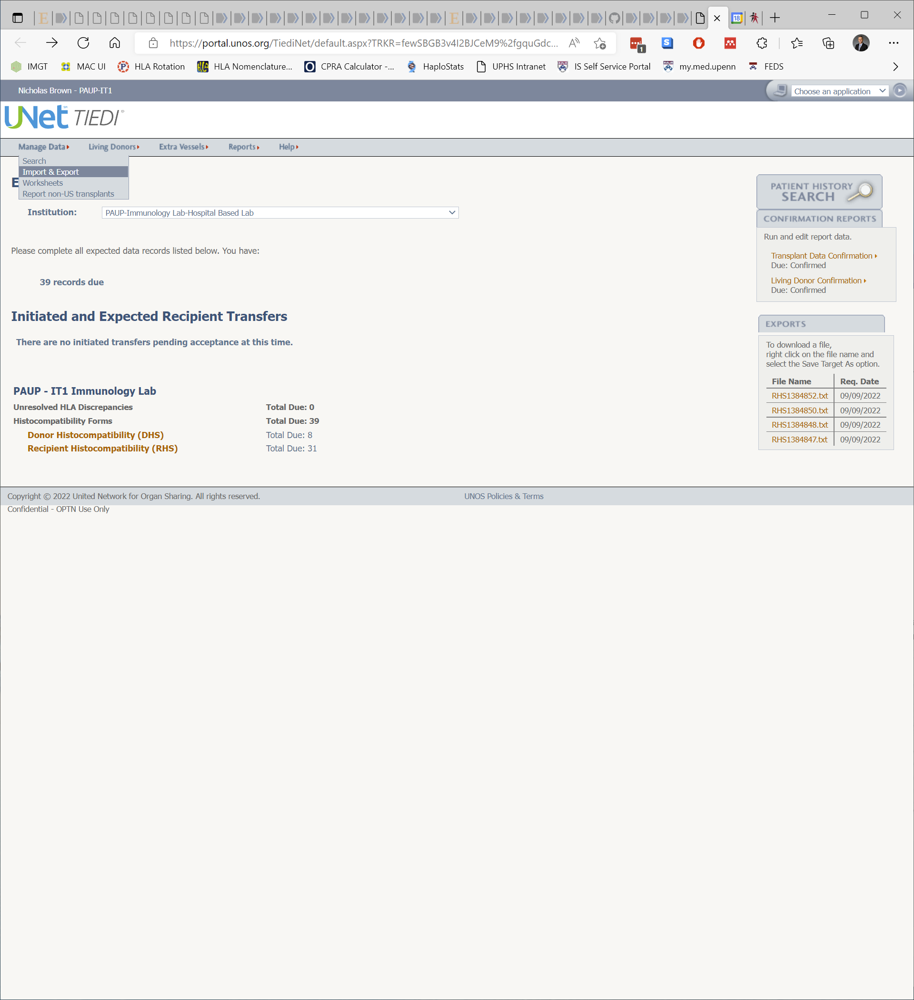 https://portal.unos.org/TiediNet/default.aspx?TRKR=fewSBGB3v4I2BJCeM9%2fgquGdc...
1
18
IMGT MAC UI HLA Rotation HLA Nomenclature... CPRA Calculator -... HaploStats UPHS Intranet IS Self Service Portal my.med.upenn FEDS
Nicholas Brown - PAUP-IT1
Choose an application
UNet℠ TIEDI®
Manage Data Living Donors Extra Vessels Reports Help
Search
Import & Export
E
Worksheets
Report non-US transplants
Institution: PAUP-Immunology Lab-Hospital Based Lab
Please complete all expected data records listed below. You have:
39 records due
Initiated and Expected Recipient Transfers
There are no initiated transfers pending acceptance at this time.
PAUP - IT1 Immunology Lab
Unresolved HLA Discrepancies Total Due: 0
Histocompatibility Forms Total Due: 39
Donor Histocompatibility (DHS) Total Due: 8
Recipient Histocompatibility (RHS) Total Due: 31
PATIENT HISTORY
SEARCH
CONFIRMATION REPORTS
Run and edit report data.
Transplant Data Confirmation
Due: Confirmed
Living Donor Confirmation
Due: Confirmed
EXPORTS
To download a file,
right click on the file name and
select the Save Target As option.
File Name Req. Date
RHS1384852.txt 09/09/2022
RHS1384850.txt 09/09/2022
RHS1384848.txt 09/09/2022
RHS1384847.txt 09/09/2022
Copyright © 2022 United Network for Organ Sharing. All rights reserved. UNOS Policies & Terms
Confidential - OPTN Use Only